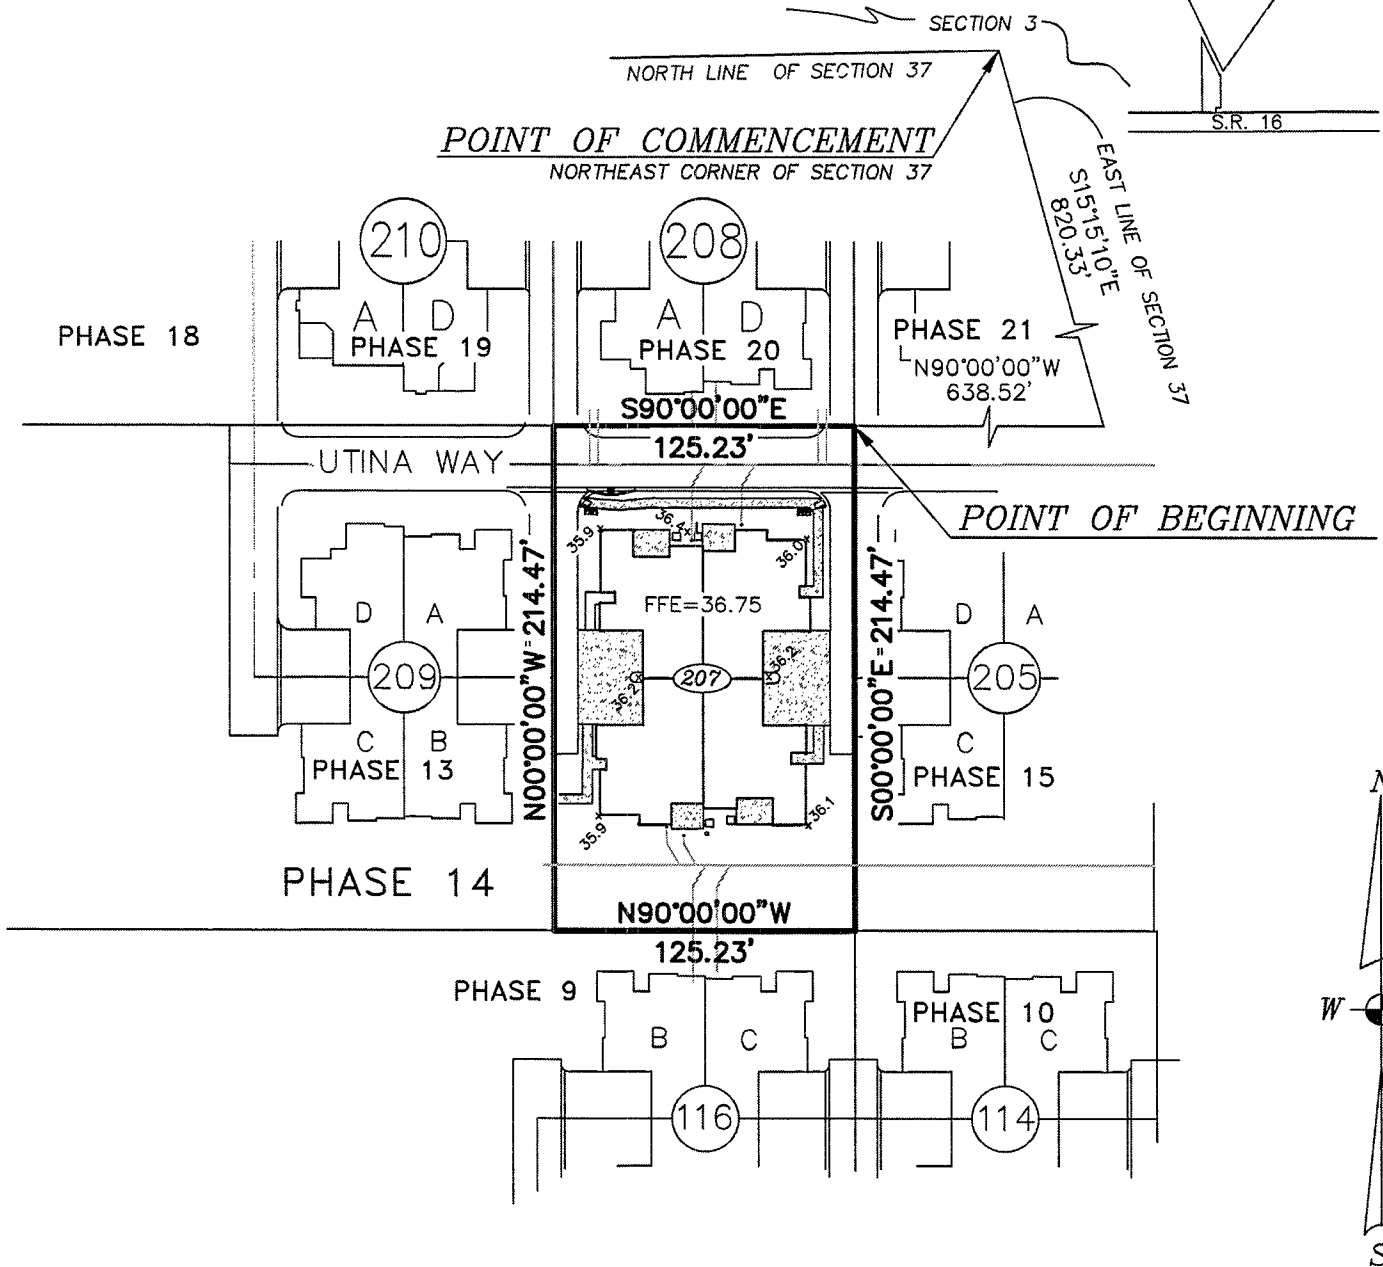 SECTION 3
NORTH LINE OF SECTION 37
S.R. 16
POINT OF COMMENCEMENT
NORTHEAST CORNER OF SECTION 37
EAST LINE OF SECTION 37
S15°15'10"E
820.33'
210
208
A D
A D
PHASE 18
PHASE 19
PHASE 20
PHASE 21
N90°00'00"W
638.52'
S90°00'00"E
125.23'
UTINA WAY
POINT OF BEGINNING
35.9
36.4
36.0
FFE=36.75
N00°00'00"W=214.47'
S00°00'00"E=214.47'
D A
D A
209
36.2
207
36.2
205
C B
C
PHASE 13
PHASE 15
35.9
36.1
N
PHASE 14
N90°00'00"W
125.23'
PHASE 9
PHASE 10
W
B C
B C
116
114
S